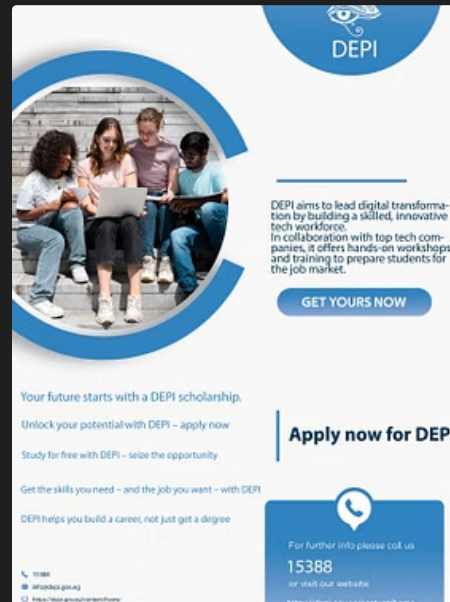 DEPI
DEPI aims to lead digital transforma-
tion by building a skilled, innovative
tech workforce.
In collaboration with top tech com-
panies, it offers hands-on workshops
and training to prepare students for
the job market.
GET YOURS NOW
Your future starts with a DEPI scholarship.
Unlock your potential with DEPI – apply now
Study for free with DEPI – seize the opportunity
Get the skills you need – and the job you want – with DEPI
DEPI helps you build a career, not just get a degree
Apply now for DEP
For further info please call us
15388
or visit our website
15388
info@depi.gov.eg